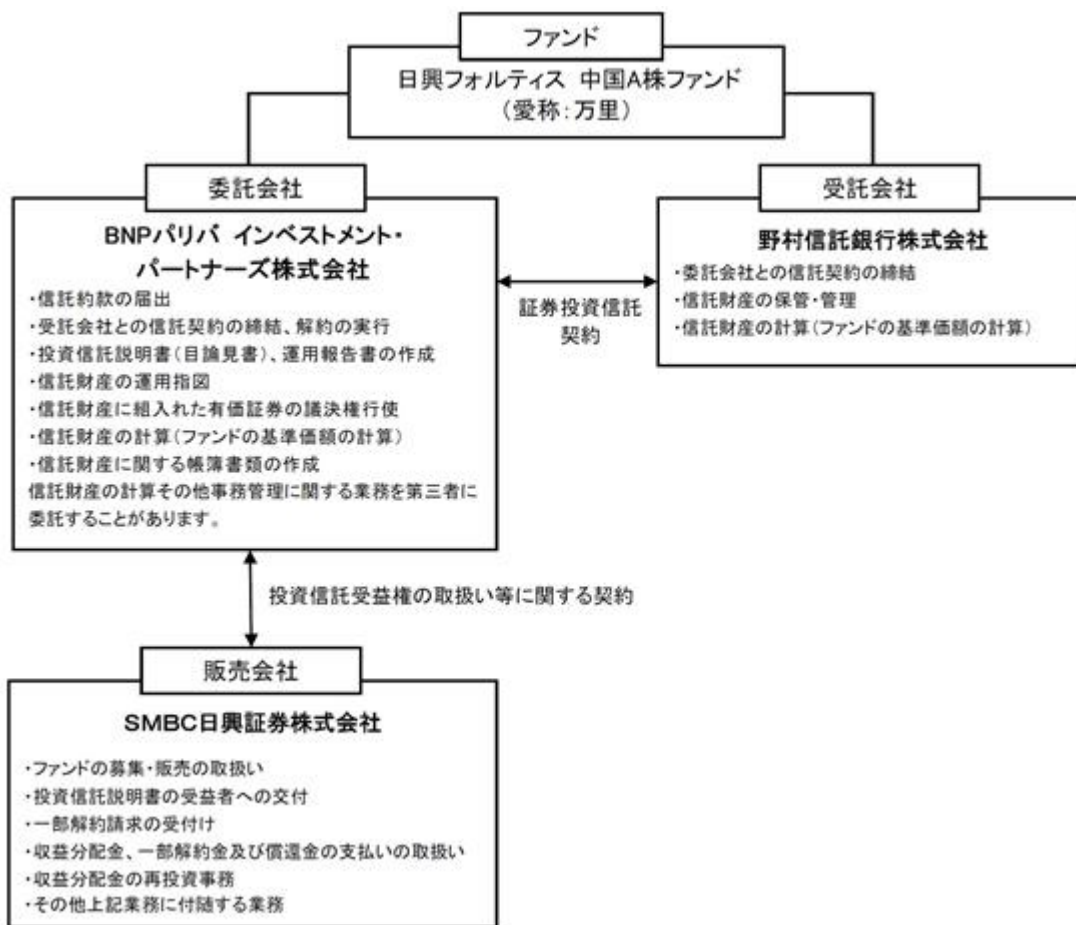 ファンド
日興フォルティス 中国A株ファンド
（愛称：万里）
委託会社
BNPパリバ インベストメント・
パートナーズ株式会社
・信託約款の届出
・受託会社との信託契約の締結、解約の実行
・投資信託説明書（目論見書）、運用報告書の作成
・信託財産の運用指図
・信託財産に組入れた有価証券の議決権行使
・信託財産の計算（ファンドの基準価額の計算）
・信託財産に関する帳簿書類の作成
信託財産の計算その他事務管理に関する業務を第三者に
委託することがあります。
証券投資信託
契約
受託会社
野村信託銀行株式会社
・委託会社との信託契約の締結
・信託財産の保管・管理
・信託財産の計算（ファンドの基準価額の計算）
投資信託受益権の取扱い等に関する契約
販売会社
SMBC日興証券株式会社
・ファンドの募集・販売の取扱い
・投資信託説明書の受益者への交付
・一部解約請求の受付け
・収益分配金、一部解約金及び償還金の支払いの取扱い
・収益分配金の再投資事務
・その他上記業務に付随する業務